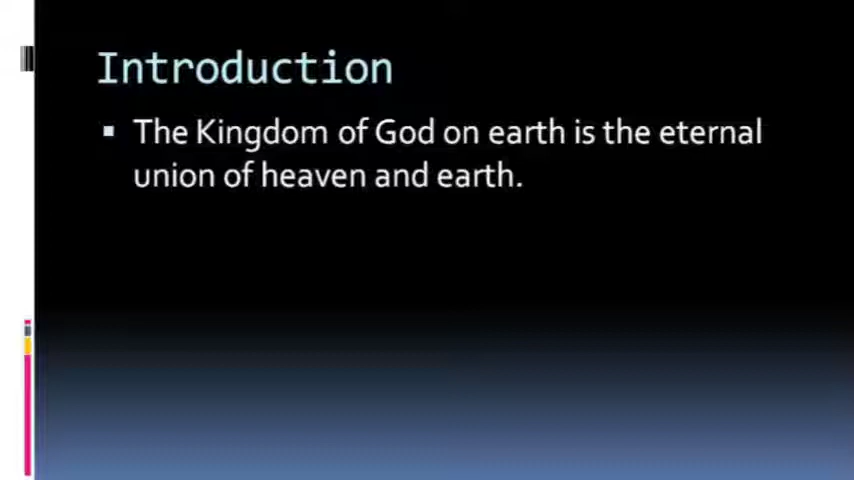 Introduction
▪ The Kingdom of God on earth is the eternal
union of heaven and earth.